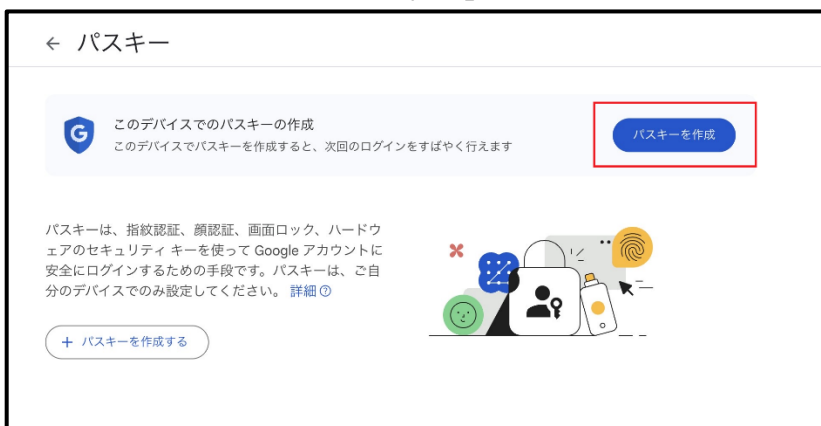 ← パスキー
このデバイスでのパスキーの作成
このデバイスでパスキーを作成すると、次回のログインをすばやく行えます
パスキーを作成
パスキーは、指紋認証、顔認証、画面ロック、ハードウ
ェアのセキュリティ キーを使って Google アカウントに
安全にログインするための手段です。パスキーは、ご自
分のデバイスでのみ設定してください。 詳細 ?
+ パスキーを作成する